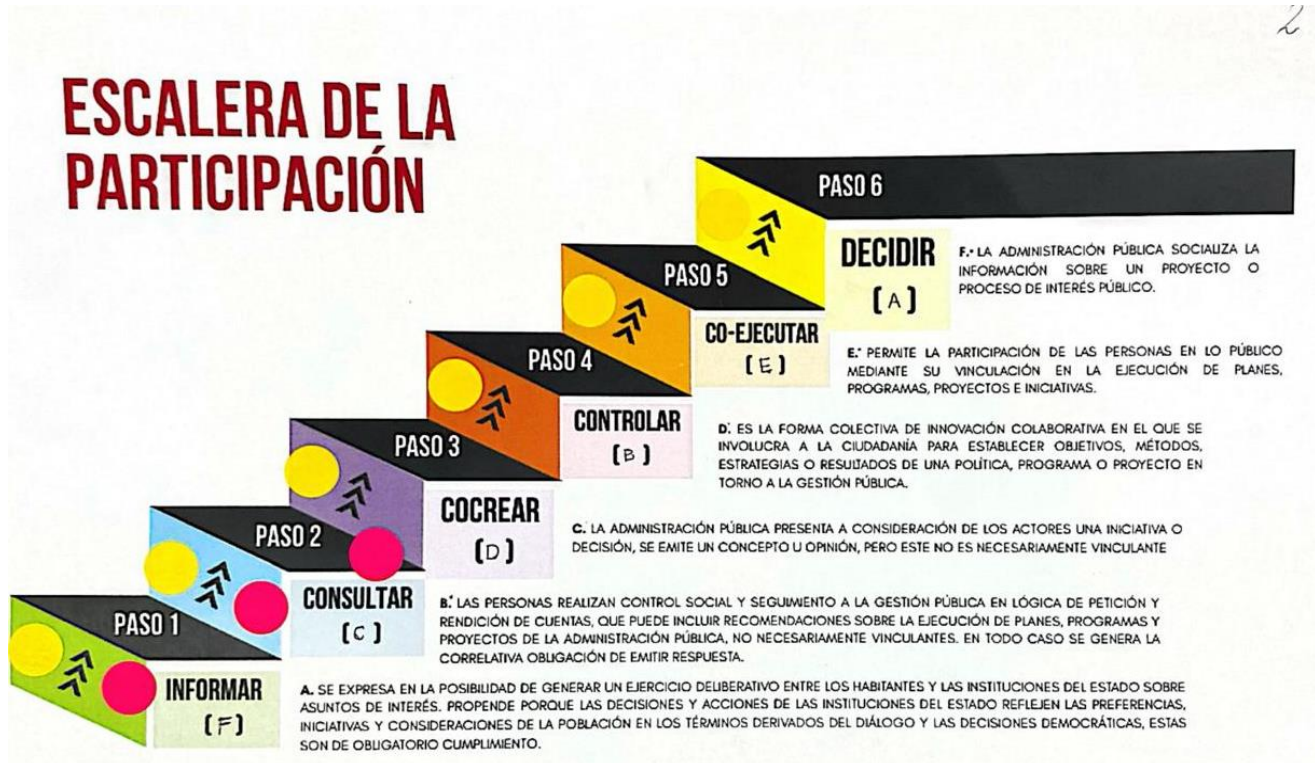 2
ESCALERA DE LA
PARTICIPACIÓN
PASO 6
DECIDIR
[A]
F.• LA ADMINISTRACIÓN PÚBLICA SOCIALIZA LA
INFORMACIÓN SOBRE UN PROYECTO O
PROCESO DE INTERÉS PÚBLICO.
PASO 5
CO-EJECUTAR
[E]
E.• PERMITE LA PARTICIPACIÓN DE LAS PERSONAS EN LO PÚBLICO
MEDIANTE SU VINCULACIÓN EN LA EJECUCIÓN DE PLANES,
PROGRAMAS, PROYECTOS E INICIATIVAS.
PASO 4
CONTROLAR
[B]
D. ES LA FORMA COLECTIVA DE INNOVACIÓN COLABORATIVA EN EL QUE SE
INVOLUCRA A LA CIUDADANÍA PARA ESTABLECER OBJETIVOS, MÉTODOS,
ESTRATEGIAS O RESULTADOS DE UNA POLÍTICA, PROGRAMA O PROYECTO EN
TORNO A LA GESTIÓN PÚBLICA.
PASO 3
COCREAR
[D]
C. LA ADMINISTRACIÓN PÚBLICA PRESENTA A CONSIDERACIÓN DE LOS ACTORES UNA INICIATIVA O
DECISIÓN, SE EMITE UN CONCEPTO U OPINIÓN, PERO ESTE NO ES NECESARIAMENTE VINCULANTE
PASO 2
CONSULTAR
[C]
B. LAS PERSONAS REALIZAN CONTROL SOCIAL Y SEGUIMIENTO A LA GESTIÓN PÚBLICA EN LÓGICA DE PETICIÓN Y
RENDICIÓN DE CUENTAS, QUE PUEDE INCLUIR RECOMENDACIONES SOBRE LA EJECUCIÓN DE PLANES, PROGRAMAS Y
PROYECTOS DE LA ADMINISTRACIÓN PÚBLICA, NO NECESARIAMENTE VINCULANTES. EN TODO CASO SE GENERA LA
CORRELATIVA OBLIGACIÓN DE EMITIR RESPUESTA.
PASO 1
INFORMAR
[F]
A. SE EXPRESA EN LA POSIBILIDAD DE GENERAR UN EJERCICIO DELIBERATIVO ENTRE LOS HABITANTES Y LAS INSTITUCIONES DEL ESTADO SOBRE
ASUNTOS DE INTERÉS. PROPENDE PORQUE LAS DECISIONES Y ACCIONES DE LAS INSTITUCIONES DEL ESTADO REFLEJEN LAS PREFERENCIAS,
INICIATIVAS Y CONSIDERACIONES DE LA POBLACIÓN EN LOS TÉRMINOS DERIVADOS DEL DIÁLOGO Y LAS DECISIONES DEMOCRÁTICAS, ESTAS
SON DE OBLIGATORIO CUMPLIMIENTO.